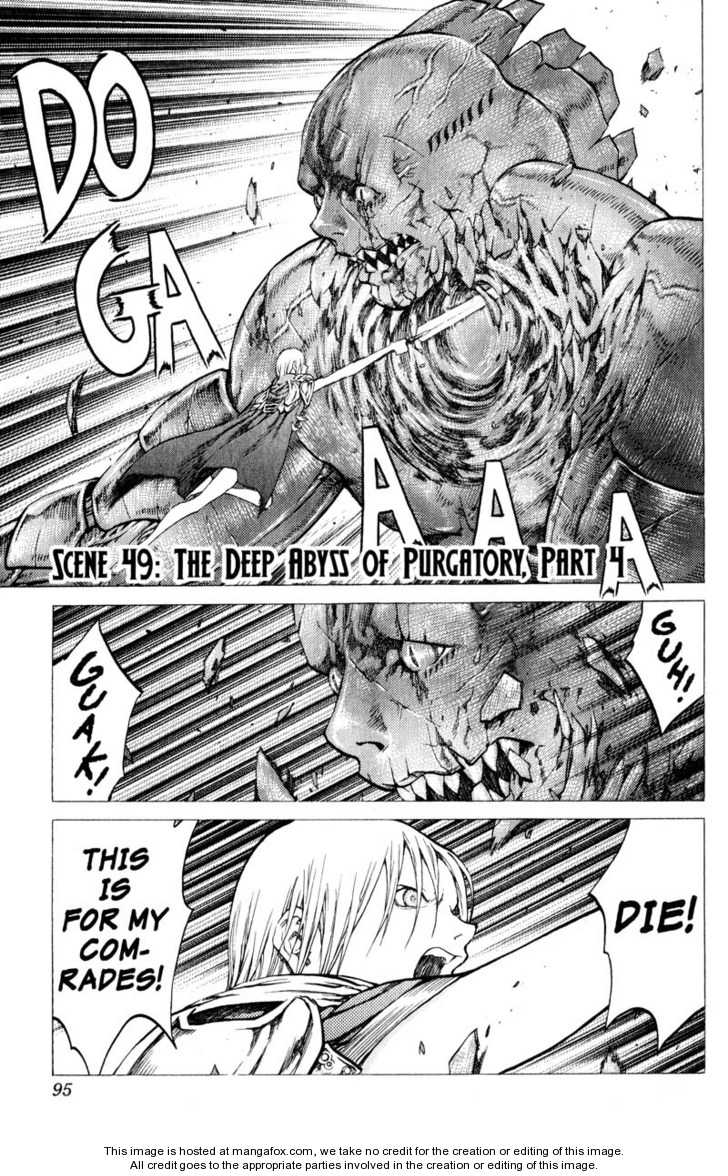 DO
GA
A A A
SCENE 49: THE DEEP ABYSS OF PURGATORY, PART 4
GUH!
GUAK!
DIE!
THIS
IS
FOR MY
COM-
RADES!
95
This image is hosted at mangafox.com, we take no credit for the creation or editing of this image.
All credit goes to the appropriate parties involved in the creation or editing of this image.